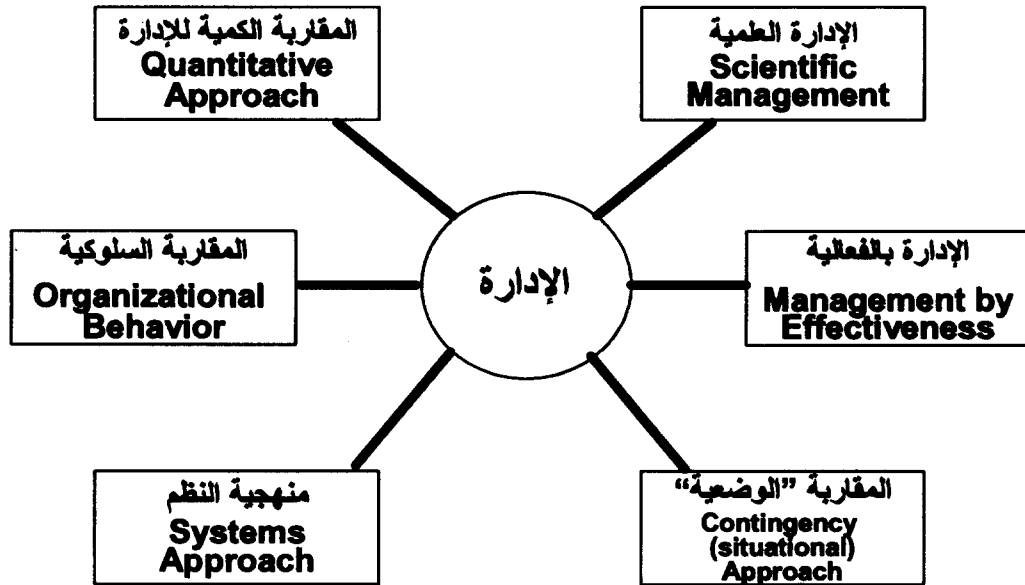 المقاربة الكمية للإدارة
Quantitative
Approach
الإدارة العلمية
Scientific
Management
المقاربة السلوكية
Organizational
Behavior
الإدارة
الإدارة بالفعالية
Management by
Effectiveness
منهجية النظم
Systems
Approach
المقاربة ”الوضعية“
Contingency
(situational)
Approach